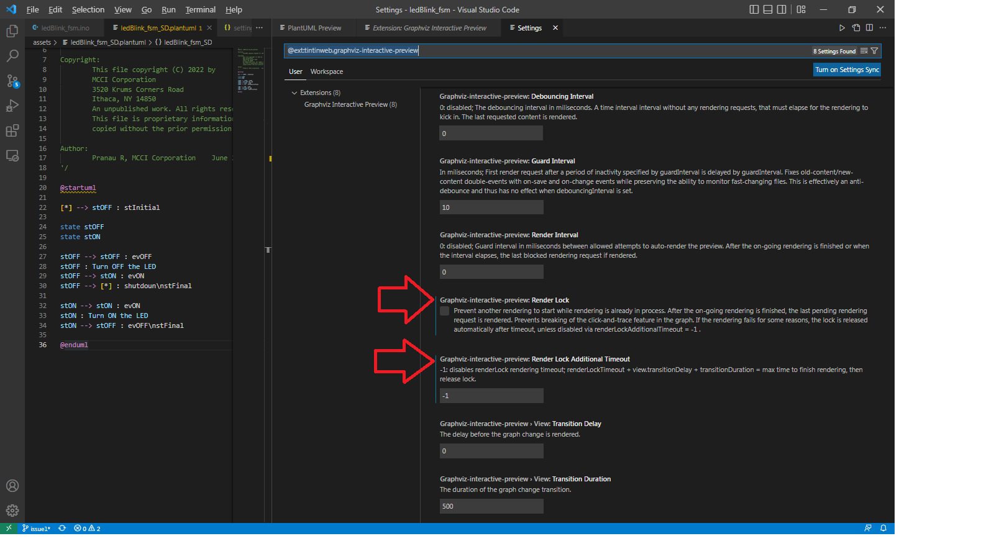 File Edit Selection View Go Run Terminal Help
Settings - ledBlink_fsm - Visual Studio Code
ledBlink_fsm.ino
ledBlink_fsm_SD.plantuml 1
settin
PlantUML Preview
Extension: Graphviz Interactive Preview
Settings
assets > ledBlink_fsm_SD.plantuml > {} ledBlink_fsm_SD
6
7 Copyright:
8 This file copyright (C) 2022 by
9 MCCI Corporation
10 3520 Krums Corners Road
11 Ithaca, NY 14850
12 An unpublished work. All rights res
13 This file is proprietary information
14 copied without the prior permission
15
16 Author:
17 Pranau R, MCCI Corporation June
18 '/
19
20 @startuml
21
22 [*] --> stOFF : stInitial
23
24 state stOFF
25 state stON
26
27 stOFF --> stOFF : evOFF
28 stOFF : Turn OFF the LED
29 stOFF --> stON : evON
30 stOFF --> [*] : shutdoun\nstFinal
31
32 stON --> stON : evON
33 stON : Turn ON the LED
34 stON --> stOFF : evOFF\nstFinal
35
36 @enduml
@ext:tintinweb.graphviz-interactive-preview
8 Settings Found
User Workspace
Turn on Settings Sync
Extensions (8)
Graphviz Interactive Preview (8)
Graphviz-interactive-preview: Debouncing Interval
0: disabled; The debouncing interval in miliseconds. A time interval interval without any rendering requests, that must elapse for the rendering to
kick in. The last requested content is rendered.
0
Graphviz-interactive-preview: Guard Interval
In miliseconds; First render request after a period of inactivity specified by guardInterval is delayed by guardInterval. Fixes old-content/new-
content double-events with on-save and on-change events while preserving the ability to monitor fast-changing files. This is effectively an anti-
debounce and thus has no effect when debouncingInterval is set.
10
Graphviz-interactive-preview: Render Interval
0: disabled; Guard interval in miliseconds between allowed attempts to auto-render the preview. After the on-going rendering is finished or when
the interval elapses, the last blocked rendering request if rendered.
0
Graphviz-interactive-preview: Render Lock
Prevent another rendering to start while rendering is already in process. After the on-going rendering is finished, the last pending rendering
request is rendered. Prevents breaking of the click-and-trace feature in the graph. If the rendering fails for some reasons, the lock is released
automatically after timeout, unless disabled via renderLockAdditionalTimeout = -1 .
Graphviz-interactive-preview: Render Lock Additional Timeout
-1: disables renderLock rendering timeout; renderLockTimeout + view.transitionDelay + transitionDuration = max time to finish rendering, then
release lock.
-1
Graphviz-interactive-preview › View: Transition Delay
The delay before the graph change is rendered.
0
Graphviz-interactive-preview › View: Transition Duration
The duration of the graph change transition.
500
5
issue1*
0 2